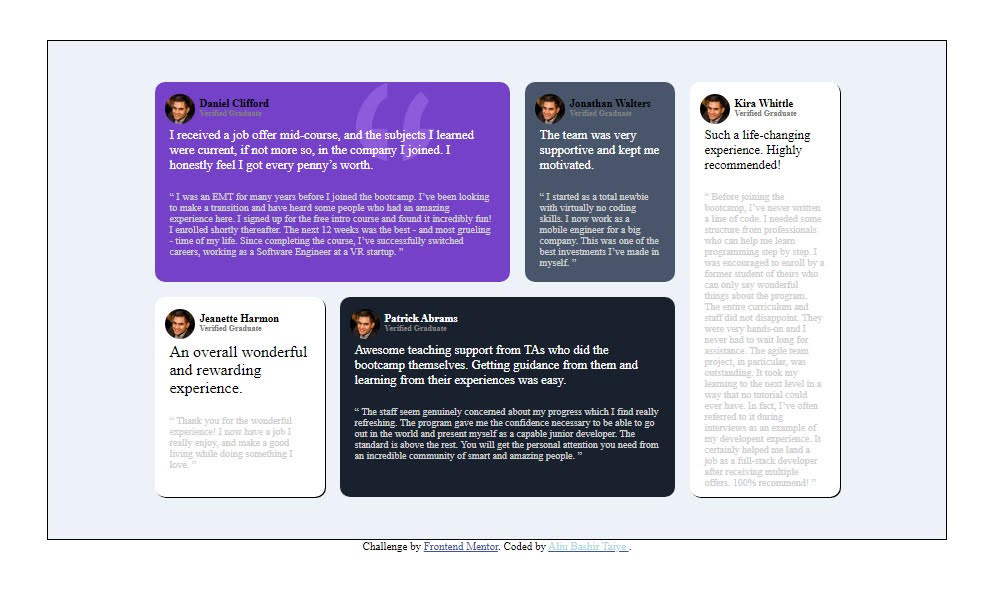 Daniel Clifford
Verified Graduate
I received a job offer mid-course, and the subjects I learned
were current, if not more so, in the company I joined. I
honestly feel I got every penny’s worth.
“ I was an EMT for many years before I joined the bootcamp. I’ve been looking
to make a transition and have heard some people who had an amazing
experience here. I signed up for the free intro course and found it incredibly fun!
I enrolled shortly thereafter. The next 12 weeks was the best - and most grueling
- time of my life. Since completing the course, I’ve successfully switched
careers, working as a Software Engineer at a VR startup. ”
Jonathan Walters
Verified Graduate
The team was very
supportive and kept me
motivated.
“ I started as a total newbie
with virtually no coding
skills. I now work as a
mobile engineer for a big
company. This was one of the
best investments I’ve made in
myself. ”
Kira Whittle
Verified Graduate
Such a life-changing
experience. Highly
recommended!
“ Before joining the
bootcamp, I’ve never written
a line of code. I needed some
structure from professionals
who can help me learn
programming step by step. I
was encouraged to enroll by a
former student of theirs who
can only say wonderful
things about the program.
The entire curriculum and
staff did not disappoint. They
were very hands-on and I
never had to wait long for
assistance. The agile team
project, in particular, was
outstanding. It took my
learning to the next level in a
way that no tutorial could
ever have. In fact, I’ve often
referred to it during
interviews as an example of
my developent experience. It
certainly helped me land a
job as a full-stack developer
after receiving multiple
offers. 100% recommend! ”
Jeanette Harmon
Verified Graduate
An overall wonderful
and rewarding
experience.
“ Thank you for the wonderful
experience! I now have a job I
really enjoy, and make a good
living while doing something I
love. ”
Patrick Abrams
Verified Graduate
Awesome teaching support from TAs who did the
bootcamp themselves. Getting guidance from them and
learning from their experiences was easy.
“ The staff seem genuinely concerned about my progress which I find really
refreshing. The program gave me the confidence necessary to be able to go
out in the world and present myself as a capable junior developer. The
standard is above the rest. You will get the personal attention you need from
an incredible community of smart and amazing people. ”
Challenge by Frontend Mentor. Coded by Aliu Bashir Taiye .